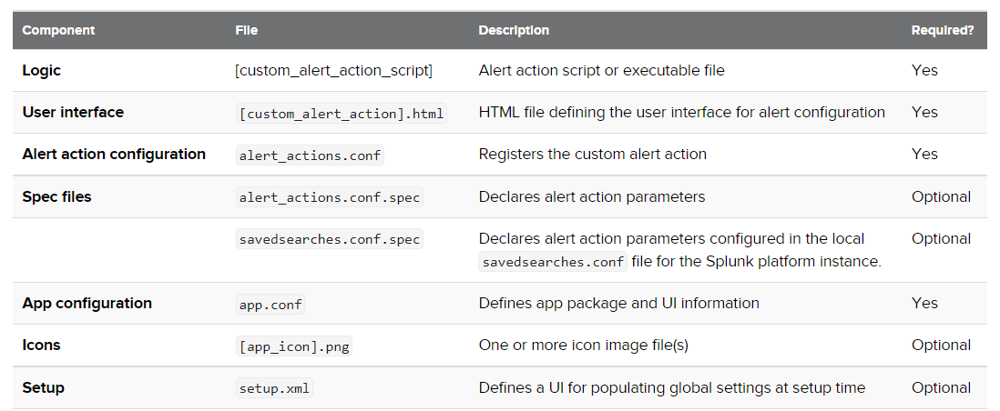 Component File Description Required?
Logic [custom_alert_action_script] Alert action script or executable file Yes
User interface [custom_alert_action].html HTML file defining the user interface for alert configuration Yes
Alert action configuration alert_actions.conf Registers the custom alert action Yes
Spec files alert_actions.conf.spec Declares alert action parameters Optional
savedsearches.conf.spec Declares alert action parameters configured in the local Optional
savedsearches.conf file for the Splunk platform instance.
App configuration app.conf Defines app package and UI information Yes
Icons [app_icon].png One or more icon image file(s) Optional
Setup setup.xml Defines a UI for populating global settings at setup time Optional